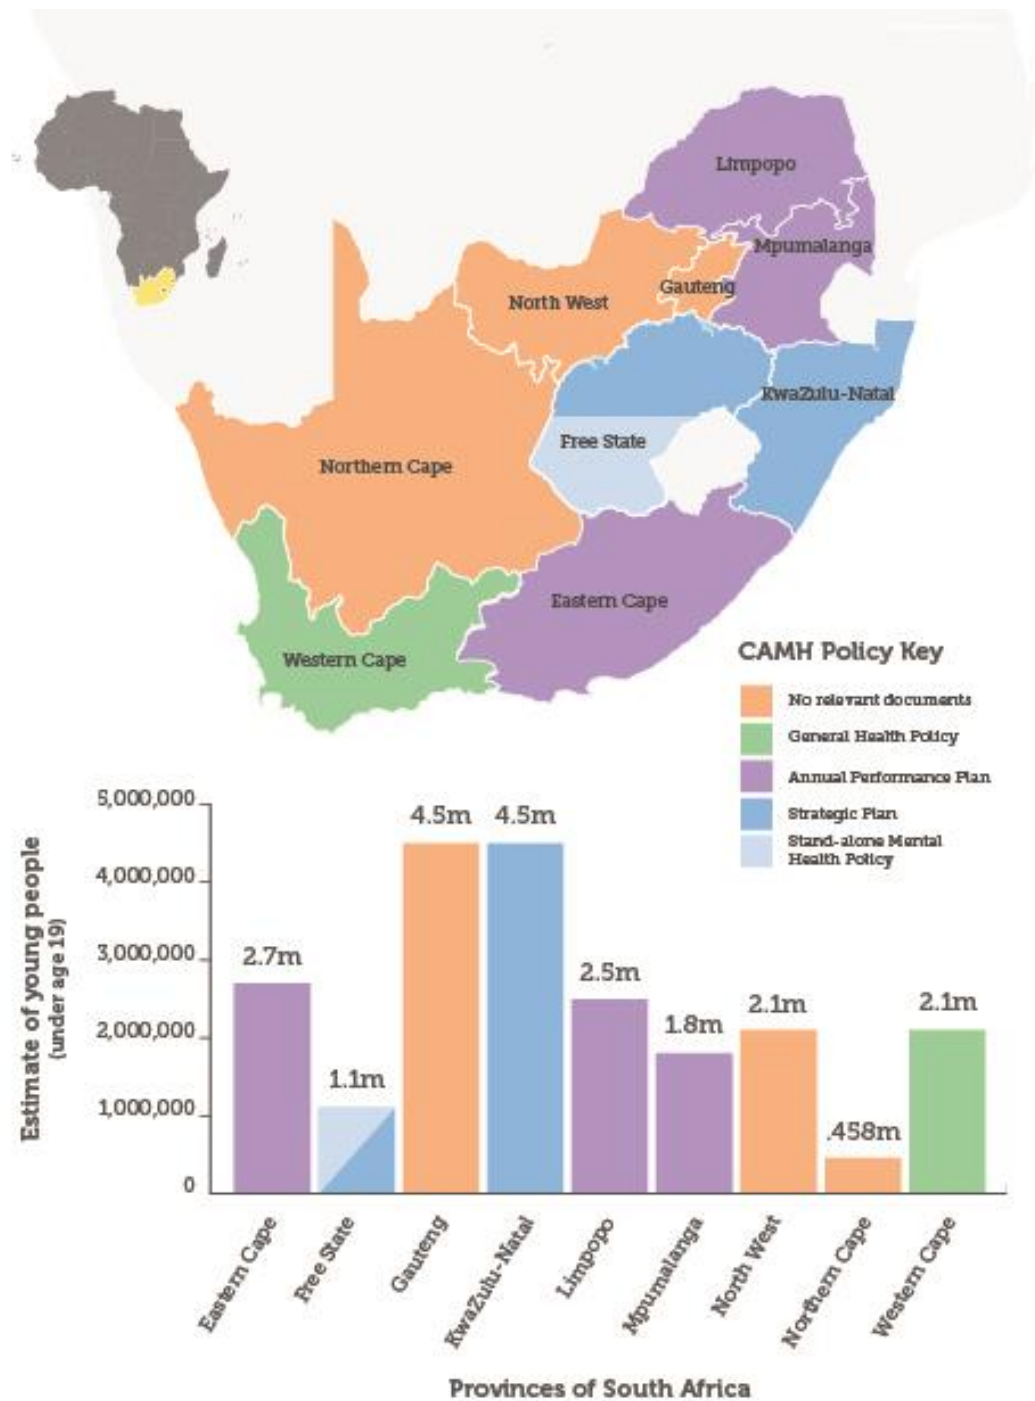 Limpopo
Mpumalanga
Gauteng
North West
KwaZulu-Natal
Free State
Northern Cape
Eastern Cape
Western Cape
CAMH Policy Key
No relevant documents
General Health Policy
Annual Performance Plan
Strategic Plan
Stand-alone Mental
Health Policy
Estimate of young people
(under age 19)
5,000,000
4,000,000
3,000,000
2,000,000
1,000,000
0
2.7m
1.1m
4.5m
4.5m
2.5m
1.8m
2.1m
.458m
2.1m
Eastern Cape
Free State
Gauteng
KwaZulu-Natal
Limpopo
Mpumalanga
North West
Northern Cape
Western Cape
Provinces of South Africa